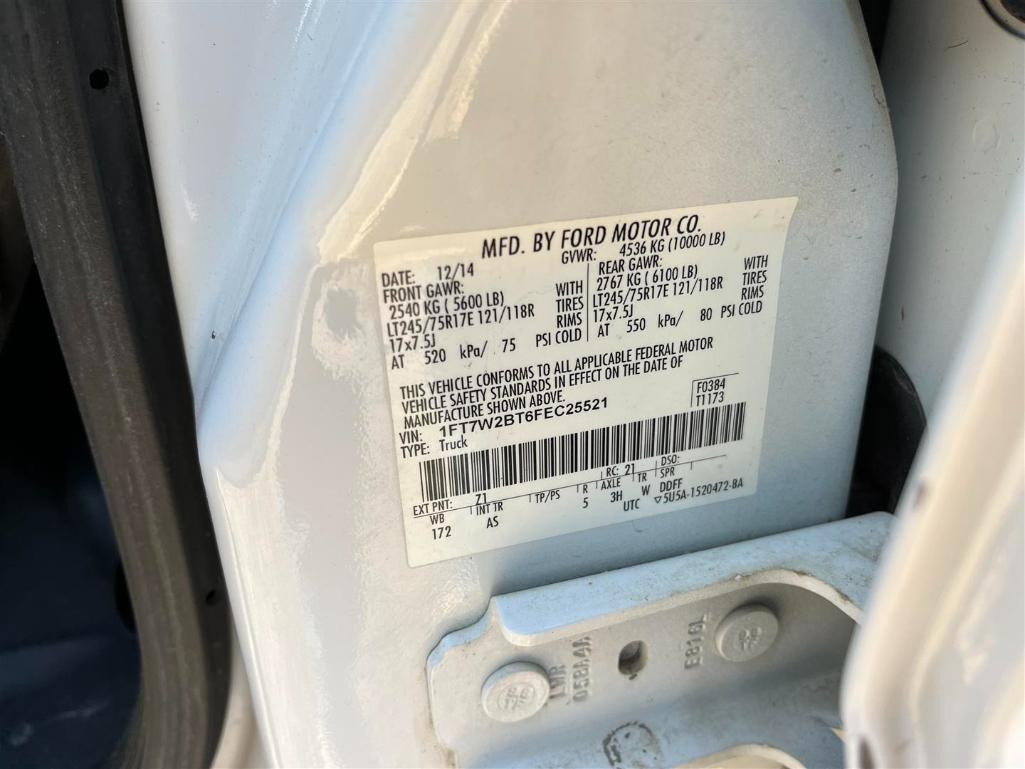 MFD. BY FORD MOTOR CO.
DATE: 12/14 GVWR: 4536 KG (10000 LB)
FRONT GAWR: REAR GAWR:
2540 KG ( 5600 LB) WITH 2767 KG ( 6100 LB) WITH
LT245/75R17E 121/118R TIRES LT245/75R17E 121/118R TIRES
17x7.5J RIMS 17x7.5J RIMS
AT 520 kPa/ 75 PSI COLD AT 550 kPa/ 80 PSI COLD
THIS VEHICLE CONFORMS TO ALL APPLICABLE FEDERAL MOTOR
VEHICLE SAFETY STANDARDS IN EFFECT ON THE DATE OF
MANUFACTURE SHOWN ABOVE.
VIN: 1FT7W2BT6FEC25521 F0384
TYPE: Truck T1173
EXT PNT: Z1 RC: 21 DSO:
WB INT TR TP/PS R AXLE TR SPR
172 AS 5 3H W DDFF
UTC ▽5U5A-1520472-BA
LWR
E816L